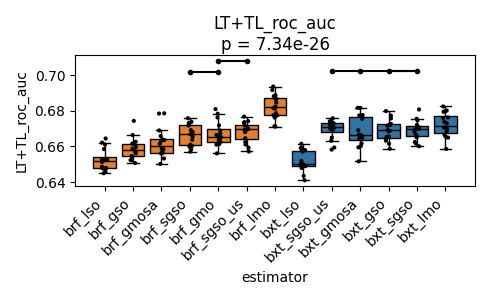 LT+TL_roc_auc
p = 7.34e-26
LT+TL_roc_auc
0.70
0.68
0.66
0.64
brf_lso
brf_gso
brf_gmosa
brf_sgso
brf_gmo
brf_sgso_us
brf_lmo
bxt_lso
bxt_sgso_us
bxt_gmosa
bxt_gso
bxt_sgso
bxt_lmo
estimator